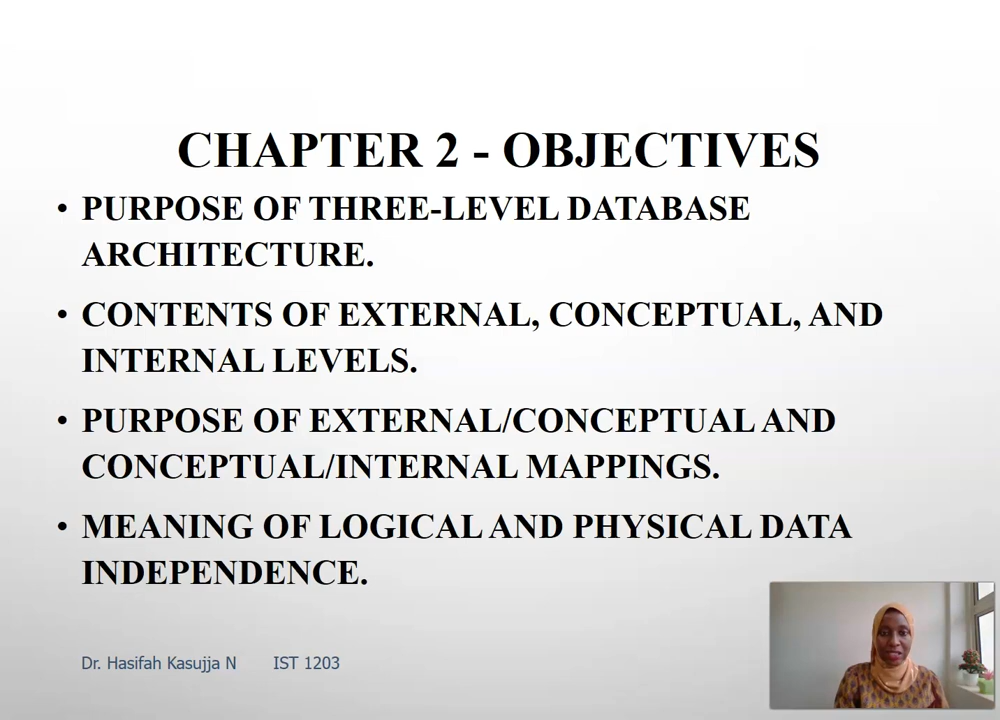 CHAPTER 2 - OBJECTIVES
• PURPOSE OF THREE-LEVEL DATABASE
ARCHITECTURE.
• CONTENTS OF EXTERNAL, CONCEPTUAL, AND
INTERNAL LEVELS.
• PURPOSE OF EXTERNAL/CONCEPTUAL AND
CONCEPTUAL/INTERNAL MAPPINGS.
• MEANING OF LOGICAL AND PHYSICAL DATA
INDEPENDENCE.
Dr. Hasifah Kasujja N IST 1203